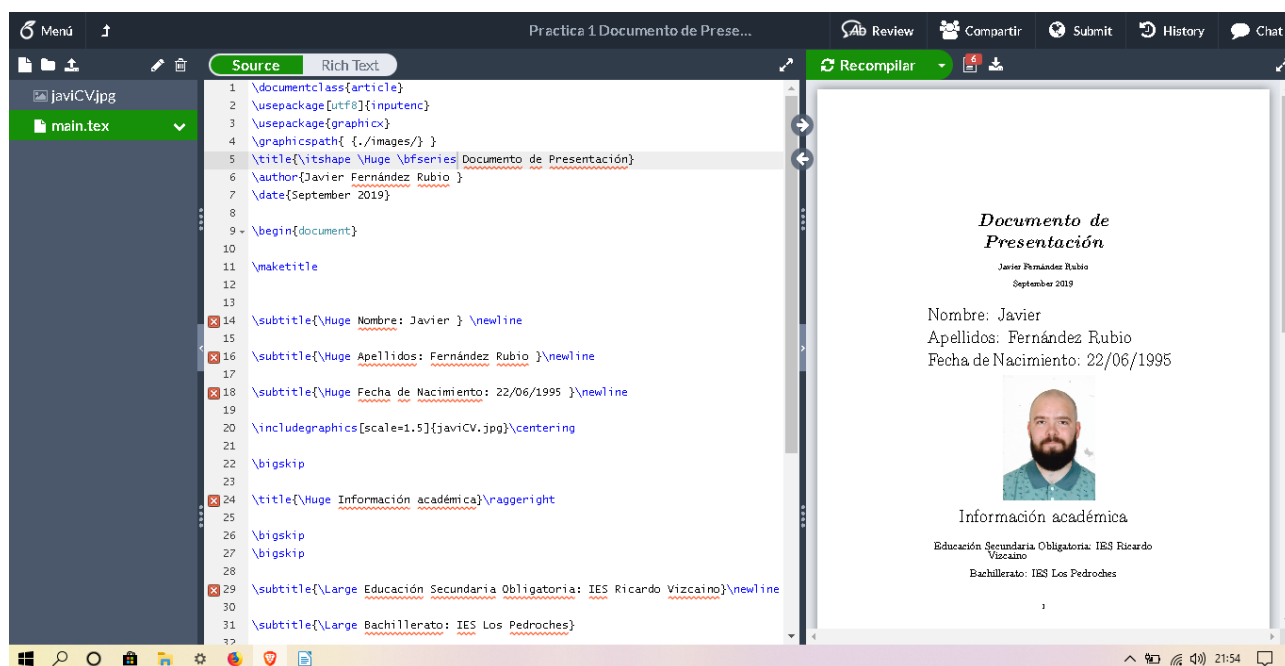 Menú
Practica 1 Documento de Prese...
Ab Review
Compartir
Submit
History
Chat
Source
Rich Text
Recompilar
6
javiCV.jpg
main.tex
1 \documentclass{article}
2 \usepackage[utf8]{inputenc}
3 \usepackage{graphicx}
4 \graphicspath{ {./images/} }
5 \title{\itshape \Huge \bfseries Documento de Presentación}
6 \author{Javier Fernández Rubio }
7 \date{September 2019}
8
9 \begin{document}
10
11 \maketitle
12
13
14 \subtitle{\Huge Nombre: Javier } \newline
15
16 \subtitle{\Huge Apellidos: Fernández Rubio }\newline
17
18 \subtitle{\Huge Fecha de Nacimiento: 22/06/1995 }\newline
19
20 \includegraphics[scale=1.5]{javiCV.jpg}\centering
21
22 \bigskip
23
24 \title{\Huge Información académica}\raggeright
25
26 \bigskip
27 \bigskip
28
29 \subtitle{\Large Educación Secundaria Obligatoria: IES Ricardo Vizcaino}\newline
30
31 \subtitle{\Large Bachillerato: IES Los Pedroches}
32
Documento de
Presentación
Javier Fernández Rubio
September 2019
Nombre: Javier
Apellidos: Fernández Rubio
Fecha de Nacimiento: 22/06/1995
Información académica
Educación Secundaria Obligatoria: IES Ricardo
Vizcaino
Bachillerato: IES Los Pedroches
1
21:54